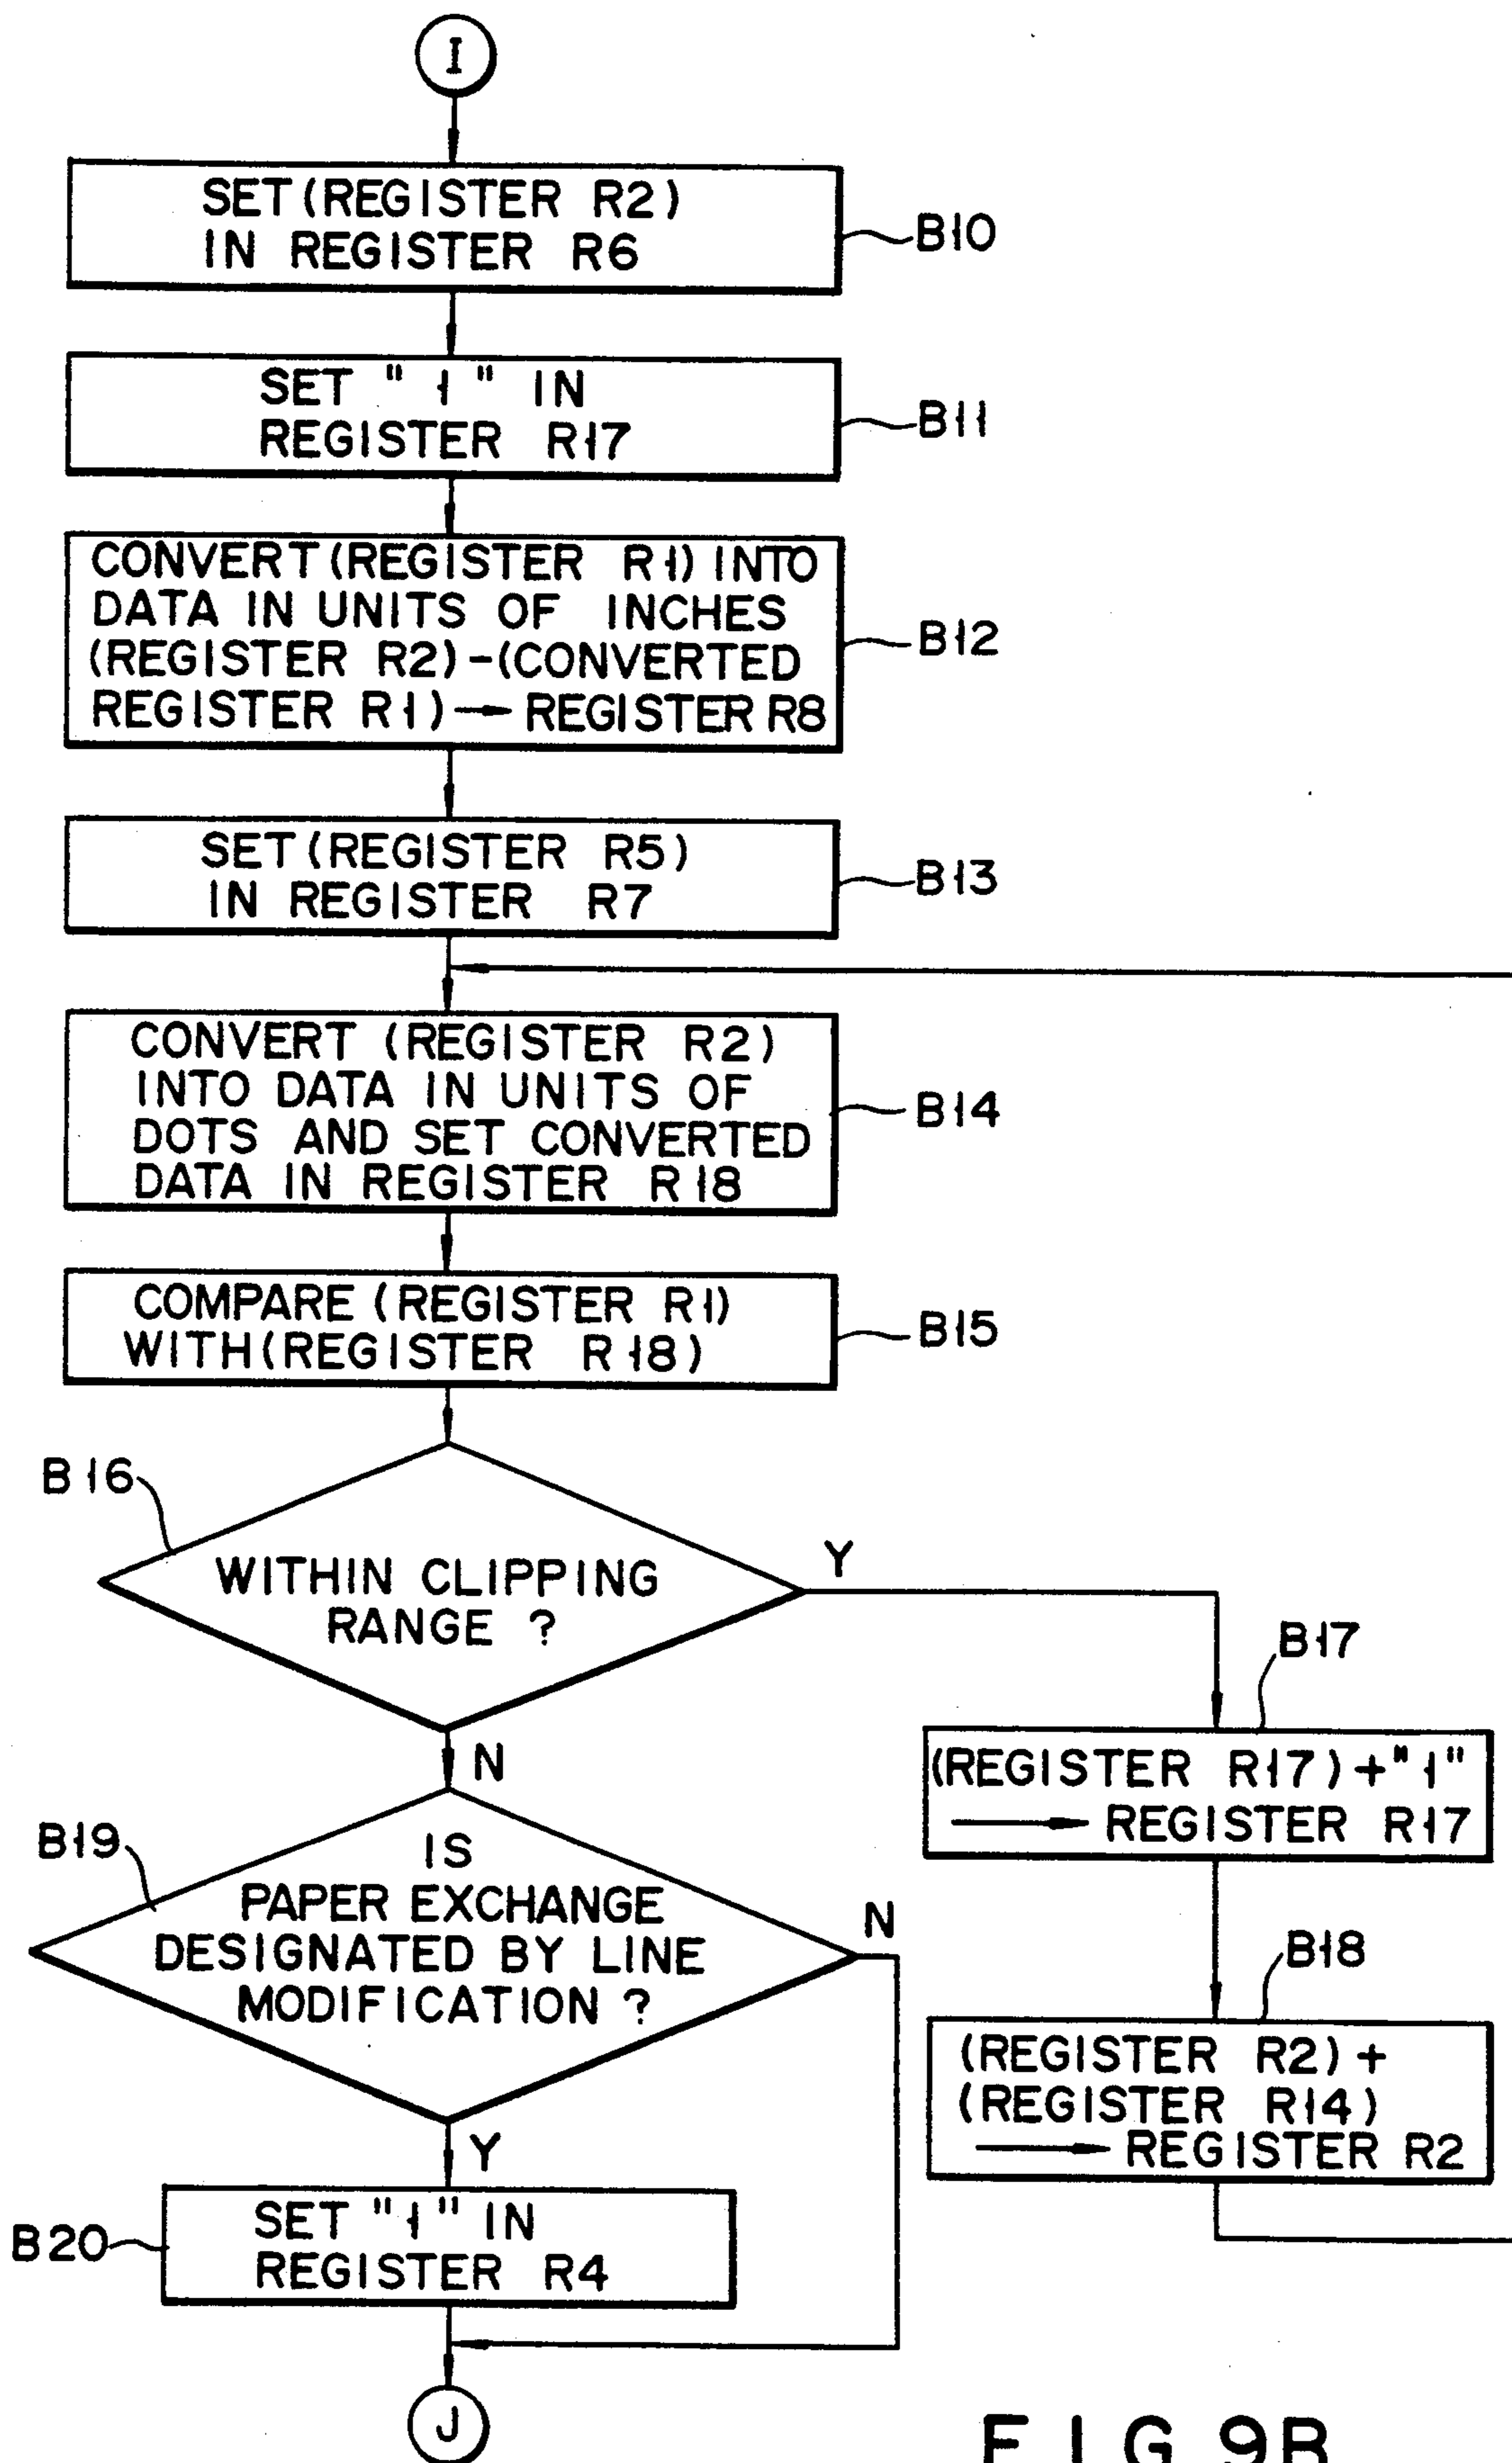 I
SET (REGISTER R2)
IN REGISTER R6
B10
SET "1" IN
REGISTER R17
B11
CONVERT (REGISTER R1) INTO
DATA IN UNITS OF INCHES
(REGISTER R2) - (CONVERTED
REGISTER R1) → REGISTER R8
B12
SET (REGISTER R5)
IN REGISTER R7
B13
CONVERT (REGISTER R2)
INTO DATA IN UNITS OF
DOTS AND SET CONVERTED
DATA IN REGISTER R18
B14
COMPARE (REGISTER R1)
WITH (REGISTER R18)
B15
B16
WITHIN CLIPPING
RANGE ?
Y
N
B17
(REGISTER R17) + "1"
→ REGISTER R17
B18
(REGISTER R2) +
(REGISTER R14)
→ REGISTER R2
B19
IS
PAPER EXCHANGE
DESIGNATED BY LINE
MODIFICATION ?
N
Y
B20
SET "1" IN
REGISTER R4
J
FIG. 9B